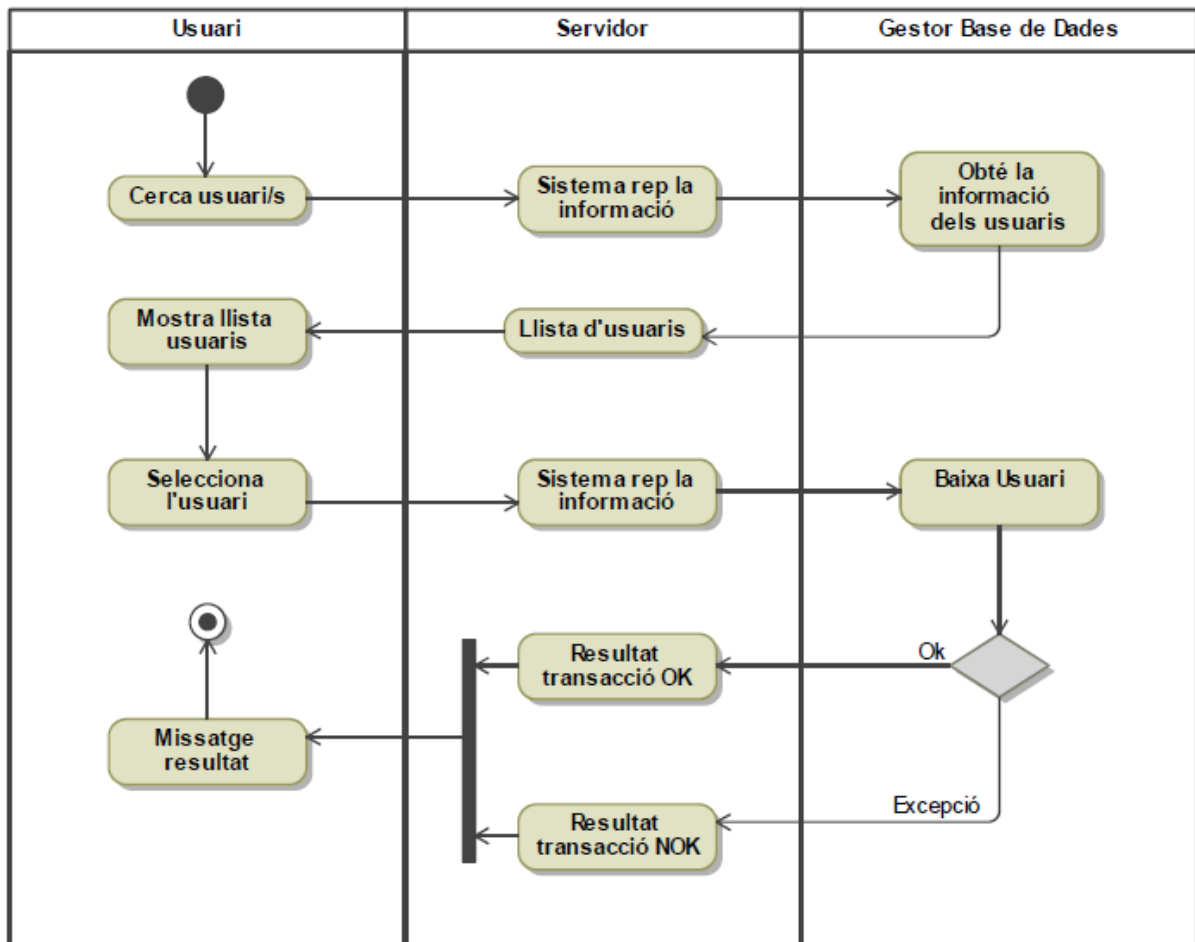 Usuari
Servidor
Gestor Base de Dades
Cerca usuari/s
Sistema rep la
informació
Obté la
informació
dels usuaris
Mostra llista
usuaris
Llista d'usuaris
Selecciona
l'usuari
Sistema rep la
informació
Baixa Usuari
Resultat
transacció OK
Ok
Missatge
resultat
Resultat
transacció NOK
Excepció